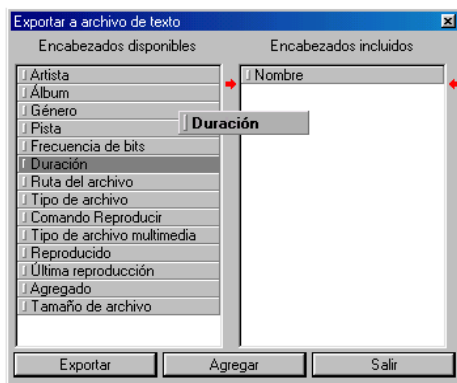 Exportar a archivo de texto
Encabezados disponibles
Encabezados incluidos
Artista
Álbum
Género
Pista
Frecuencia de bits
Duración
Ruta del archivo
Tipo de archivo
Comando Reproducir
Tipo de archivo multimedia
Reproducido
Última reproducción
Agregado
Tamaño de archivo
Nombre
Duración
Exportar
Agregar
Salir